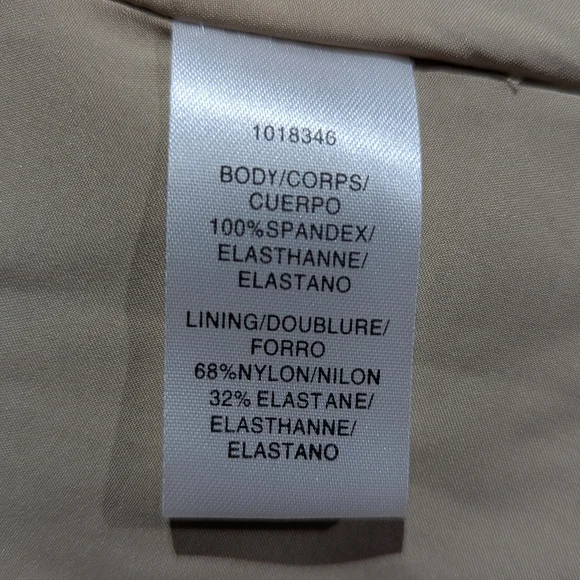 1018346
BODY/CORPS/
CUERPO
100%SPANDEX/
ELASTHANNE/
ELASTANO
LINING/DOUBLURE/
FORRO
68%NYLON/NILON
32% ELASTANE/
ELASTHANNE/
ELASTANO